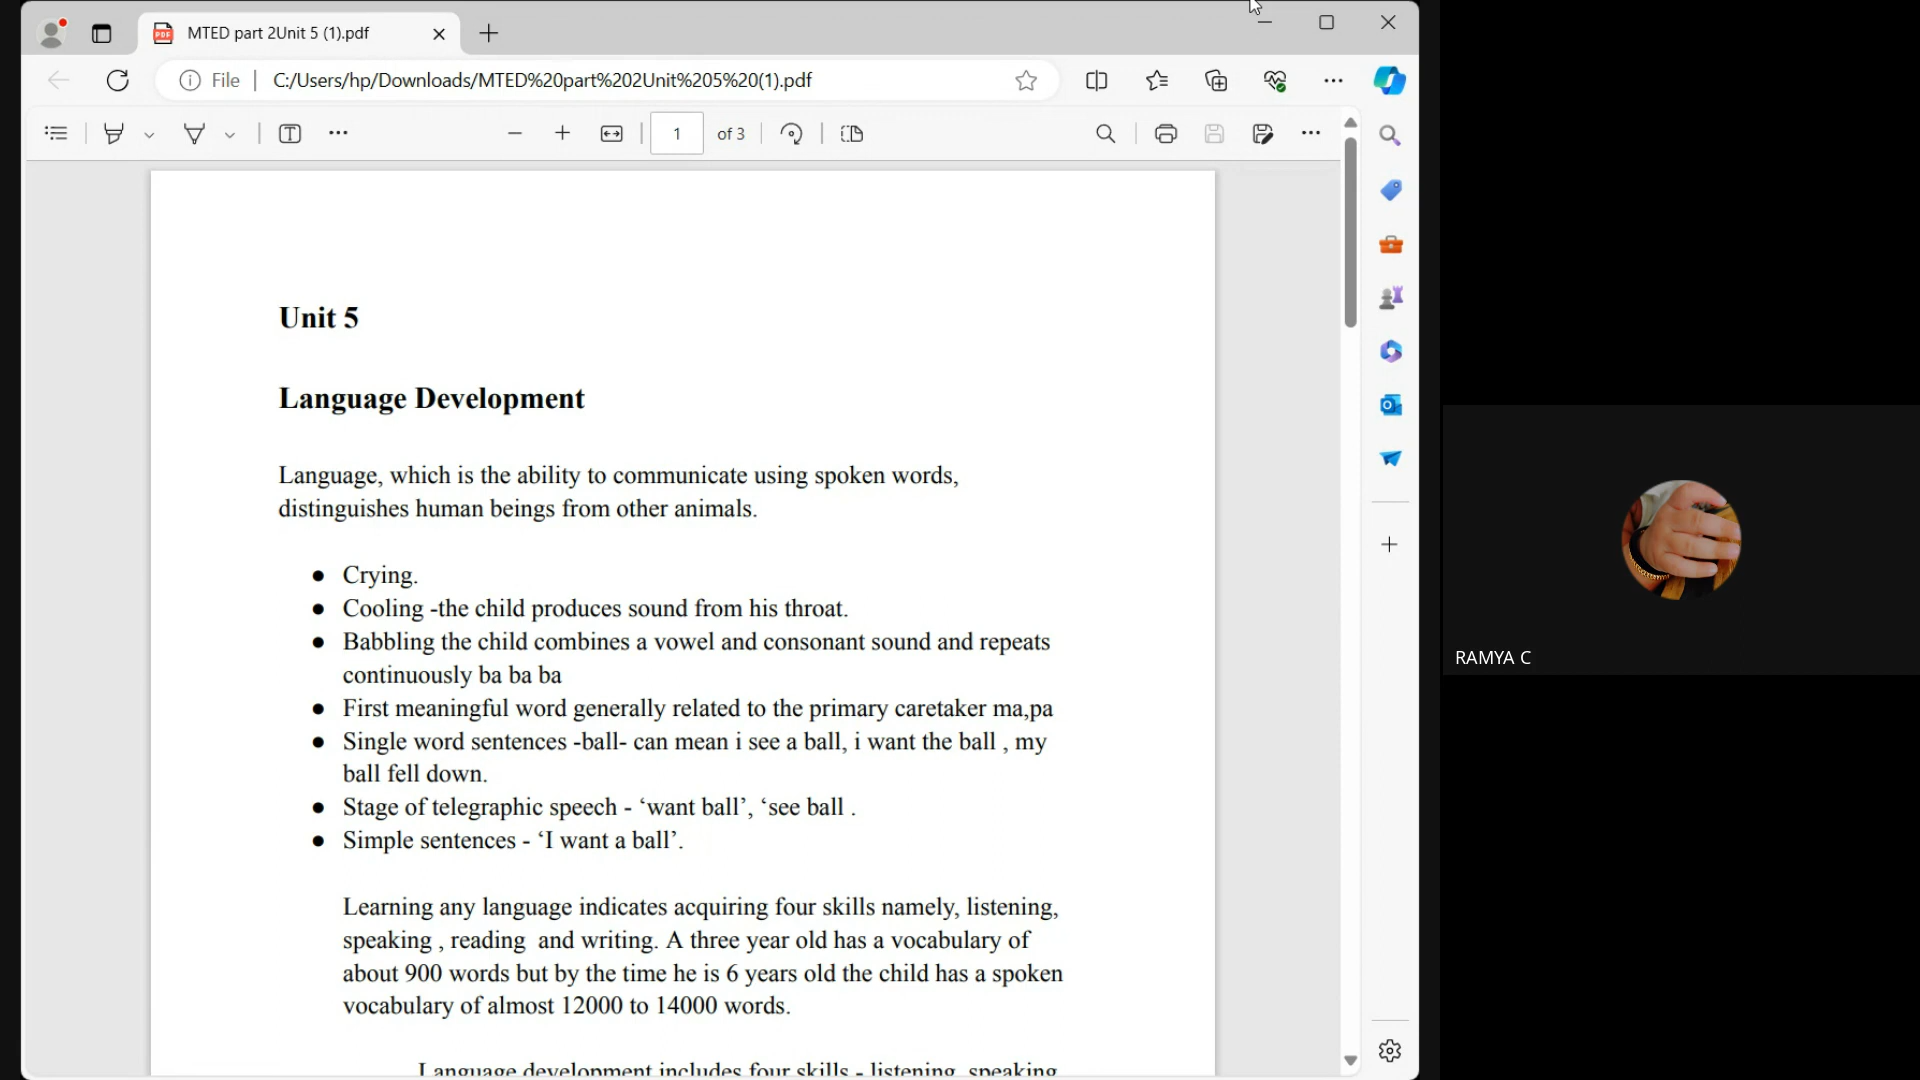 MTED part 2Unit 5 (1).pdf
File
C:/Users/hp/Downloads/MTED%20part%202Unit%205%20(1).pdf
1 of 3
Unit 5
Language Development
Language, which is the ability to communicate using spoken words,
distinguishes human beings from other animals.
● Crying.
● Cooling -the child produces sound from his throat.
● Babbling the child combines a vowel and consonant sound and repeats
continuously ba ba ba
● First meaningful word generally related to the primary caretaker ma,pa
● Single word sentences -ball- can mean i see a ball, i want the ball , my
ball fell down.
● Stage of telegraphic speech - ‘want ball’, ‘see ball .
● Simple sentences - ‘I want a ball’.
Learning any language indicates acquiring four skills namely, listening,
speaking , reading  and writing. A three year old has a vocabulary of
about 900 words but by the time he is 6 years old the child has a spoken
vocabulary of almost 12000 to 14000 words.
Language development includes four skills - listening, speaking
RAMYA C